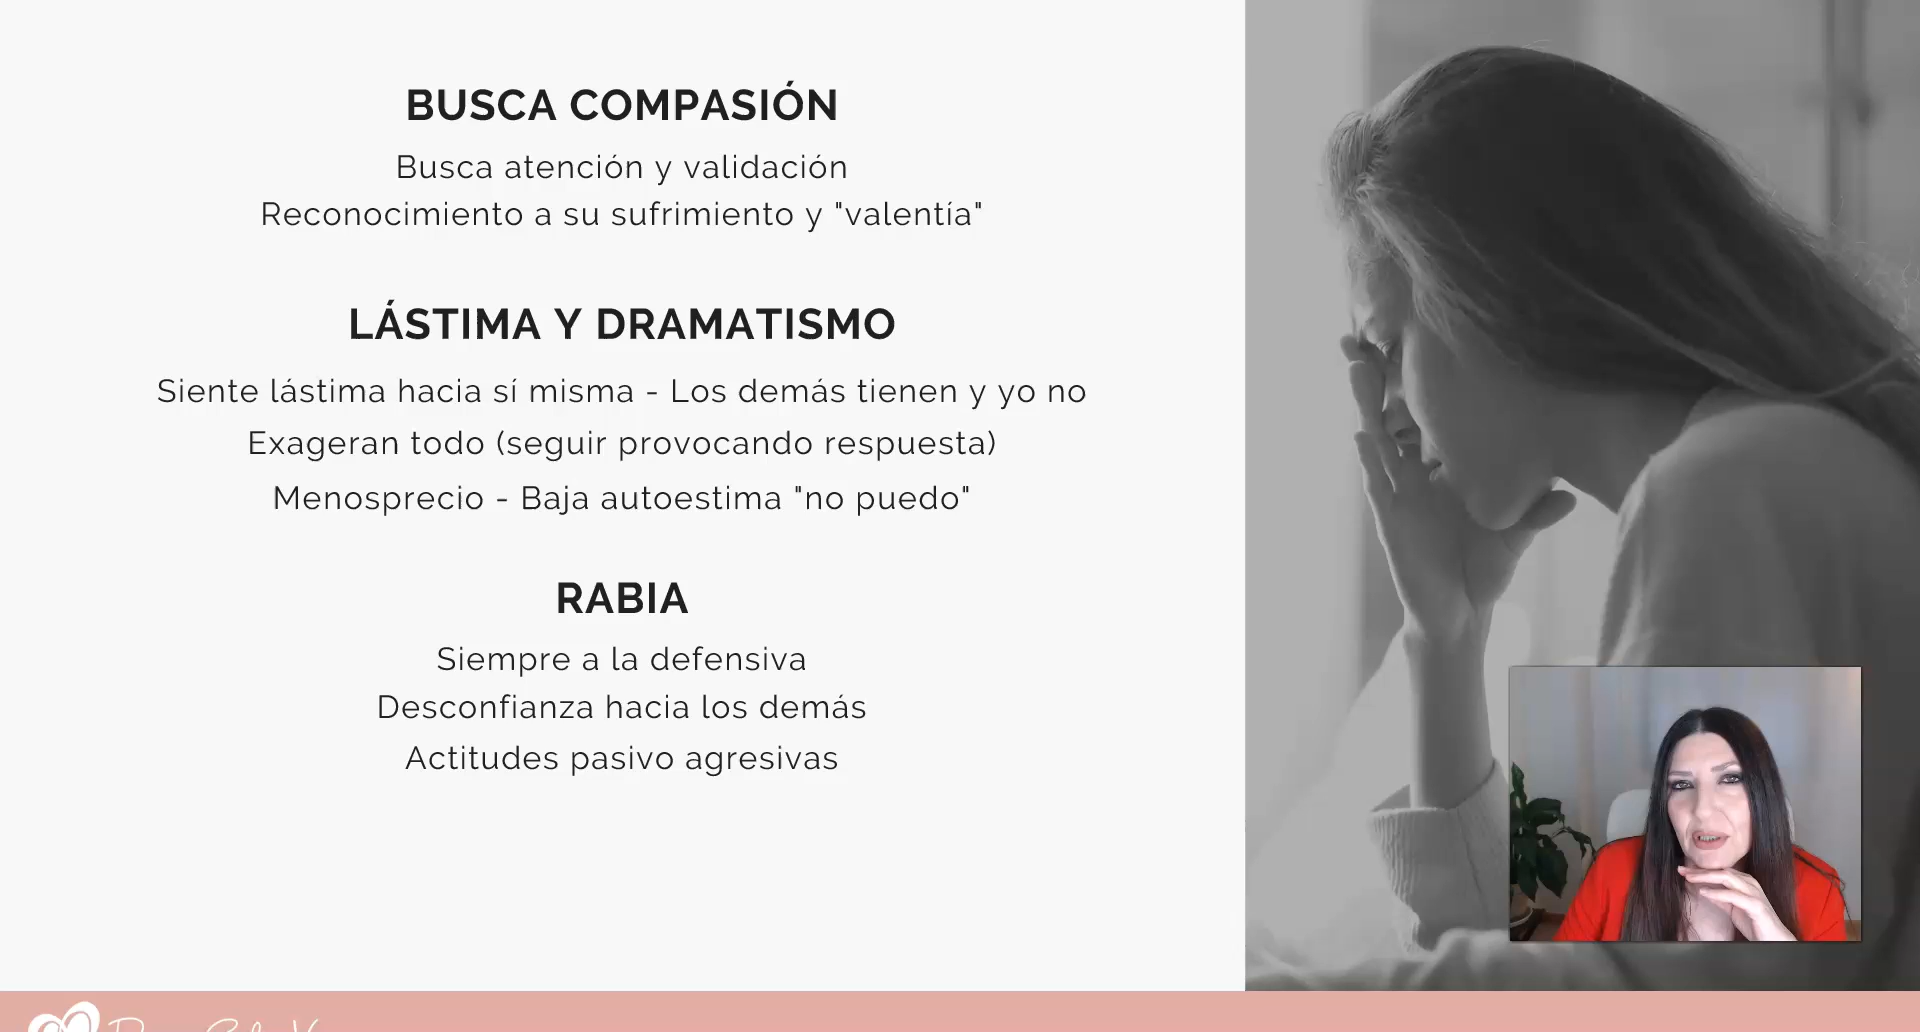 BUSCA COMPASIÓN
Busca atención y validación
Reconocimiento a su sufrimiento y "valentía"
LÁSTIMA Y DRAMATISMO
Siente lástima hacia sí misma - Los demás tienen y yo no
Exageran todo (seguir provocando respuesta)
Menosprecio - Baja autoestima "no puedo"
RABIA
Siempre a la defensiva
Desconfianza hacia los demás
Actitudes pasivo agresivas